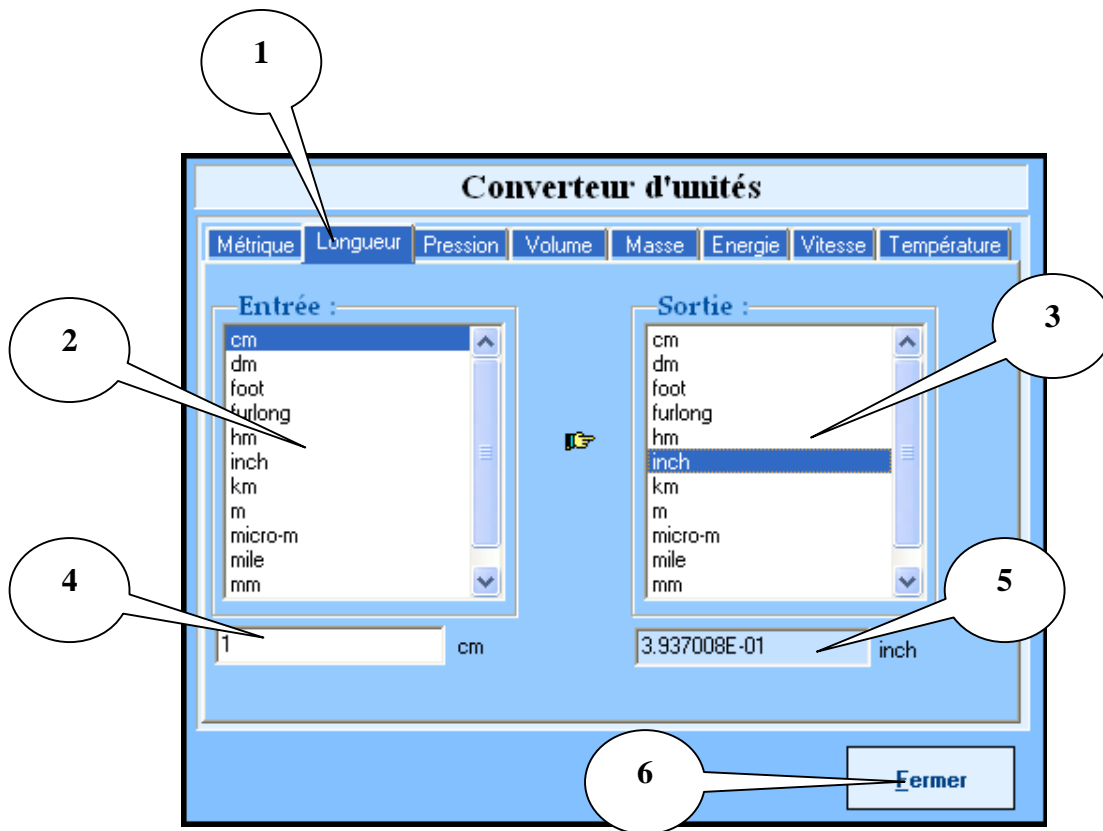 1
Converteur d'unités
Métrique Longueur Pression Volume Masse Energie Vitesse Température
Entrée :
cm
dm
foot
furlong
hm
inch
km
m
micro-m
mile
mm
2
Sortie :
cm
dm
foot
furlong
hm
inch
km
m
micro-m
mile
mm
3
4
1 cm
5
3.937008E-01 inch
6
Fermer